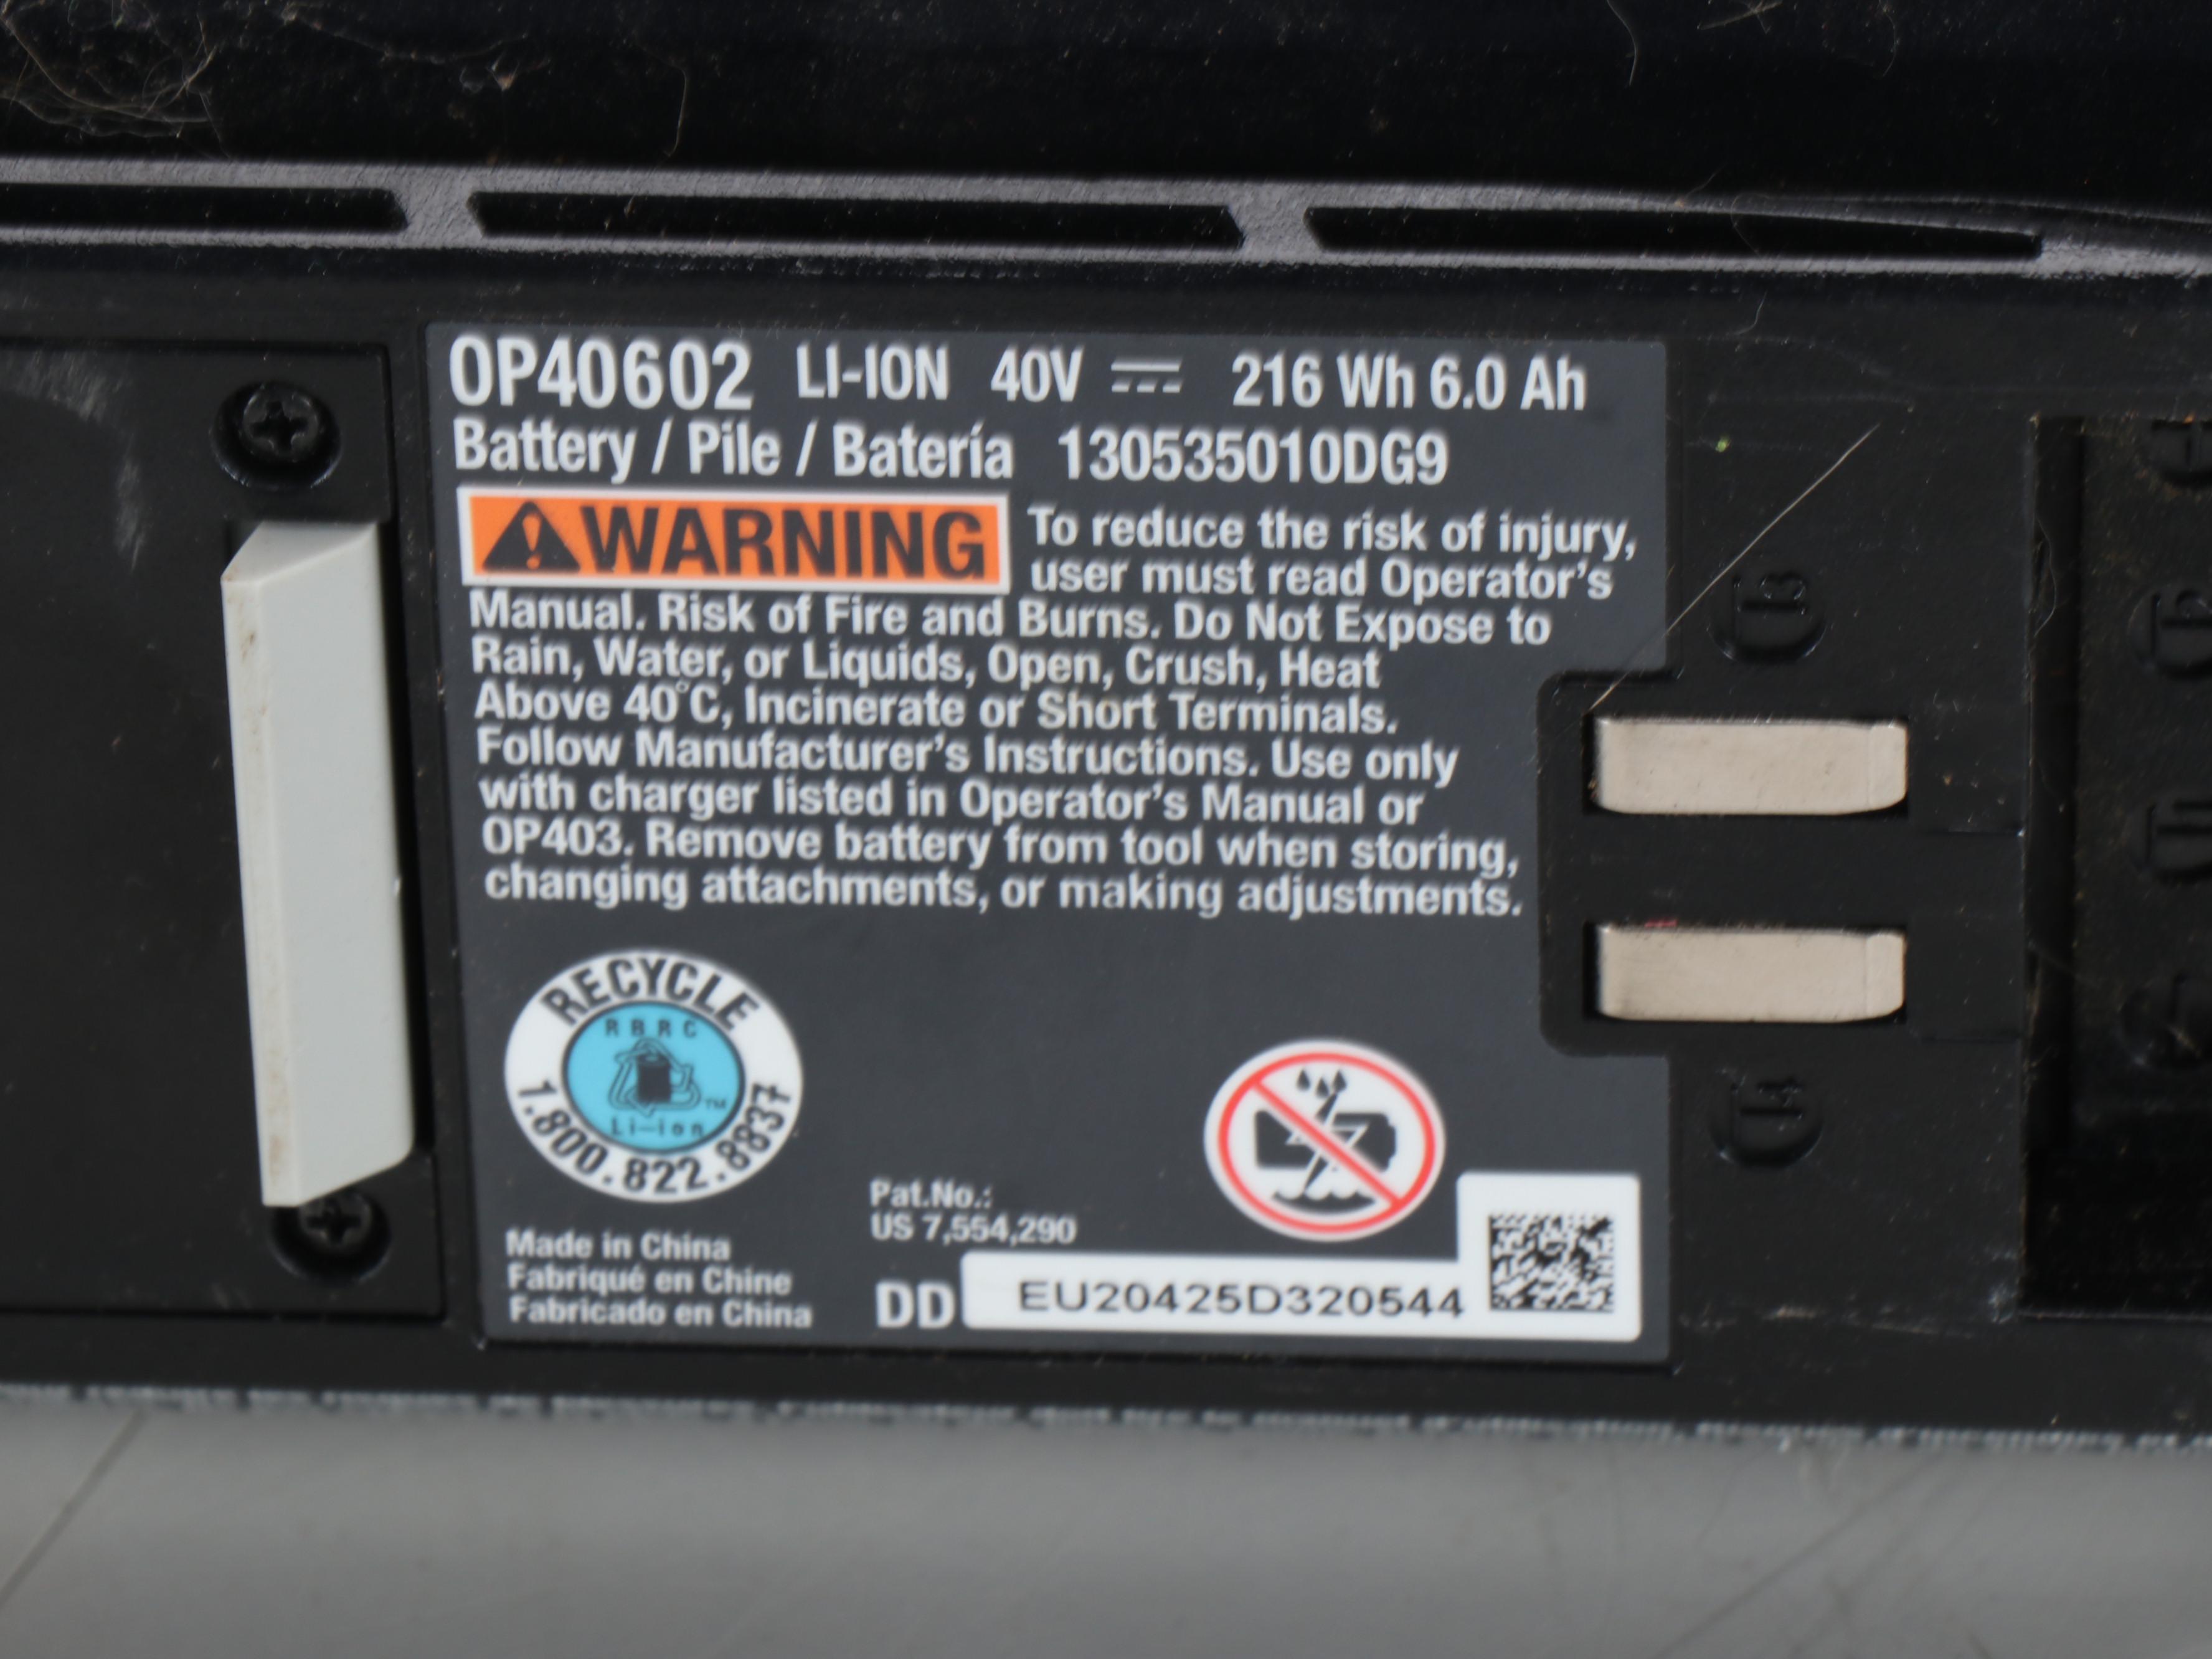 OP40602 LI-ION 40V 216 Wh 6.0 Ah
Battery / Pile / Batería 130535010DG9
WARNING To reduce the risk of injury,
user must read Operator's
Manual. Risk of Fire and Burns. Do Not Expose to
Rain, Water, or Liquids, Open, Crush, Heat
Above 40°C, Incinerate or Short Terminals.
Follow Manufacturer's Instructions. Use only
with charger listed in Operator's Manual or
OP403. Remove battery from tool when storing,
changing attachments, or making adjustments.
RECYCLE
RBRC
Li-ion
TM
1.800.822.8837
Pat.No.:
US 7,554,290
Made in China
Fabriqué en Chine
Fabricado en China
DD EU20425D320544
T3
T4